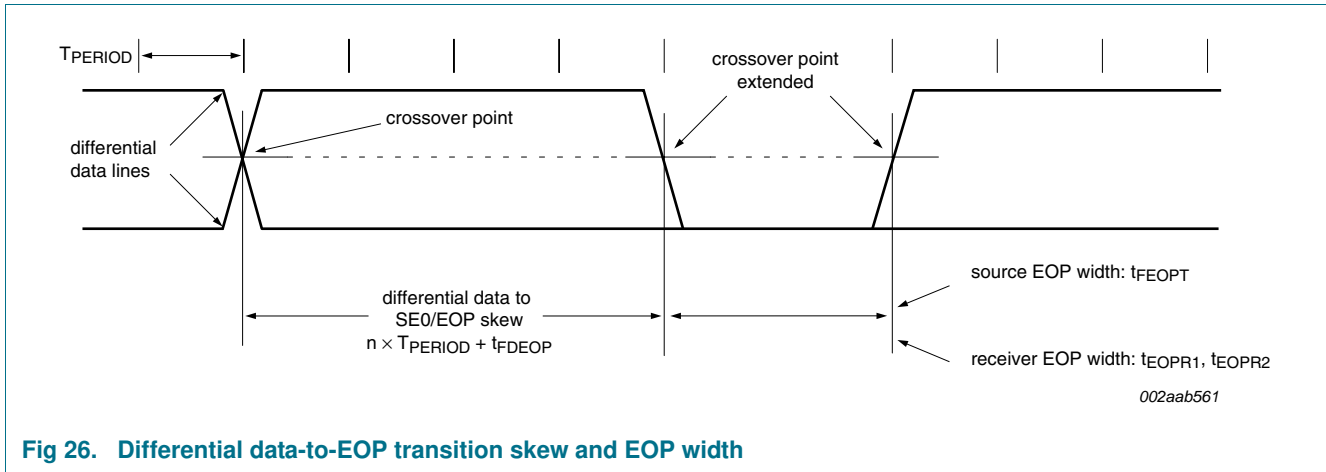 TPERIOD
crossover point
extended
crossover point
differential
data lines
source EOP width: tFEOPT
differential data to
SE0/EOP skew
n × TPERIOD + tFDEOP
receiver EOP width: tEOPR1, tEOPR2
002aab561
Fig 26. Differential data-to-EOP transition skew and EOP width